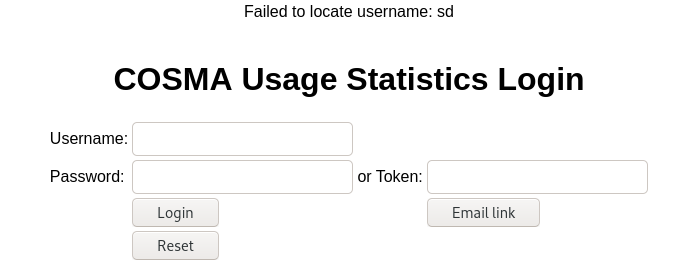 Failed to locate username: sd
COSMA Usage Statistics Login
Username:
Password: or Token:
Login Email link
Reset